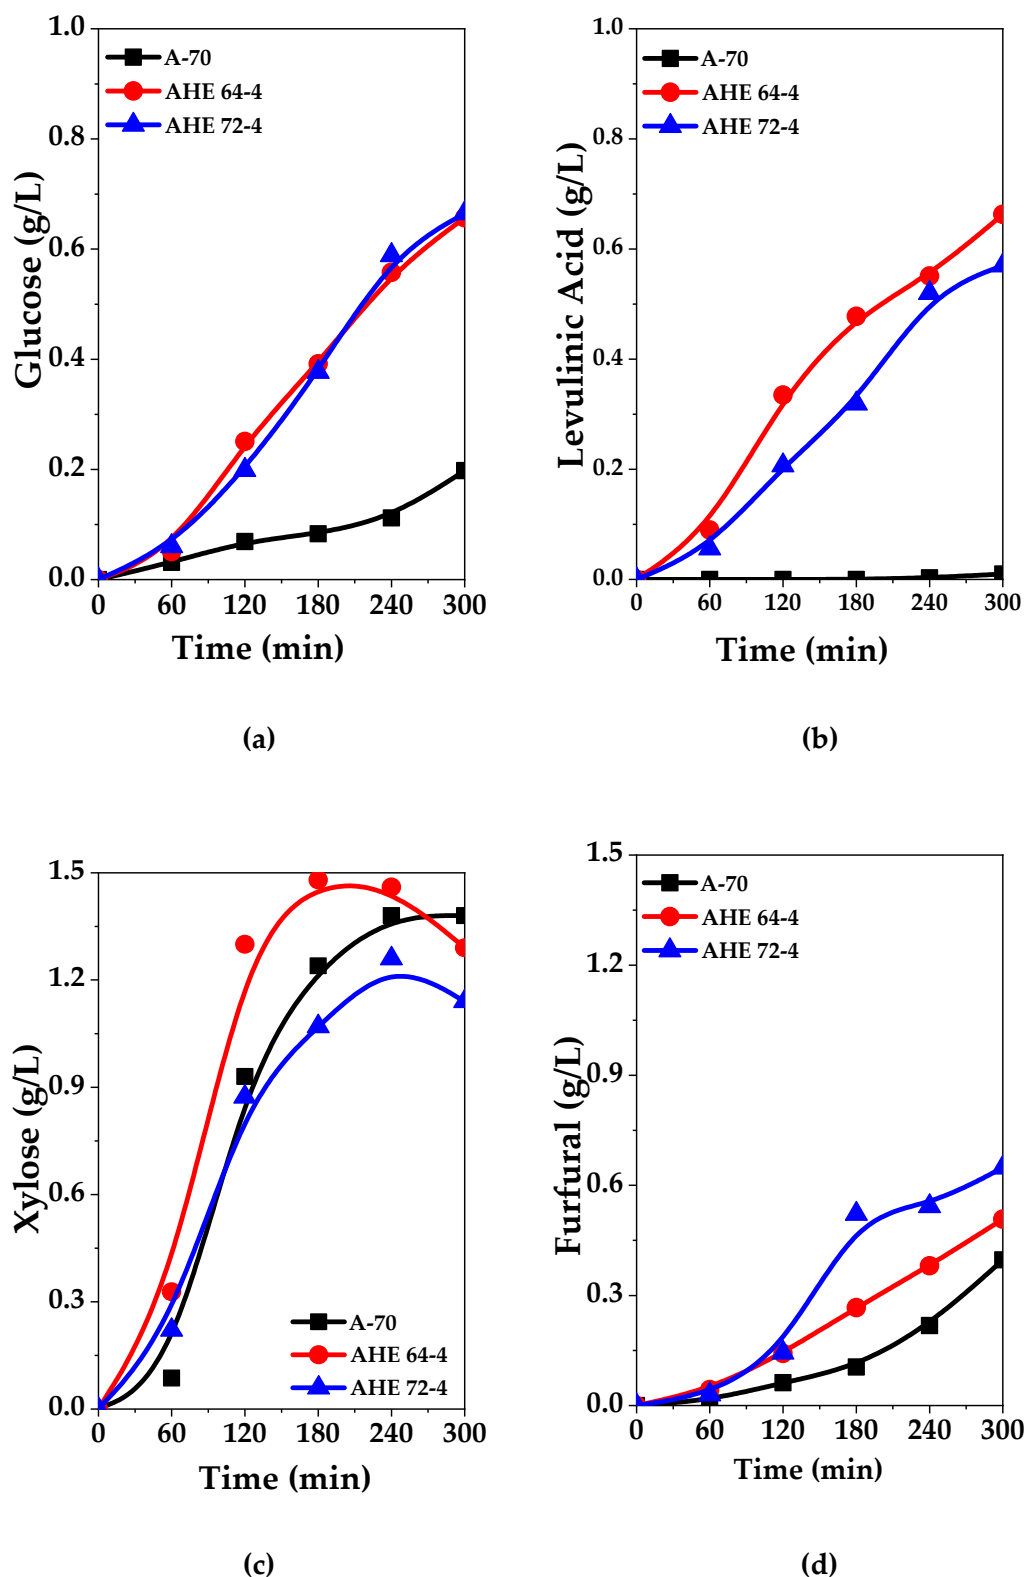 1.0
0.8
0.6
0.4
0.2
0.0
Glucose (g/L)
A-70
AHE 64-4
AHE 72-4
0 60 120 180 240 300
Time (min)
(a)
1.0
0.8
0.6
0.4
0.2
0.0
Levulinic Acid (g/L)
A-70
AHE 64-4
AHE 72-4
0 60 120 180 240 300
Time (min)
(b)
1.5
1.2
0.9
0.6
0.3
0.0
Xylose (g/L)
A-70
AHE 64-4
AHE 72-4
0 60 120 180 240 300
Time (min)
(c)
1.5
1.2
0.9
0.6
0.3
0.0
Furfural (g/L)
A-70
AHE 64-4
AHE 72-4
0 60 120 180 240 300
Time (min)
(d)